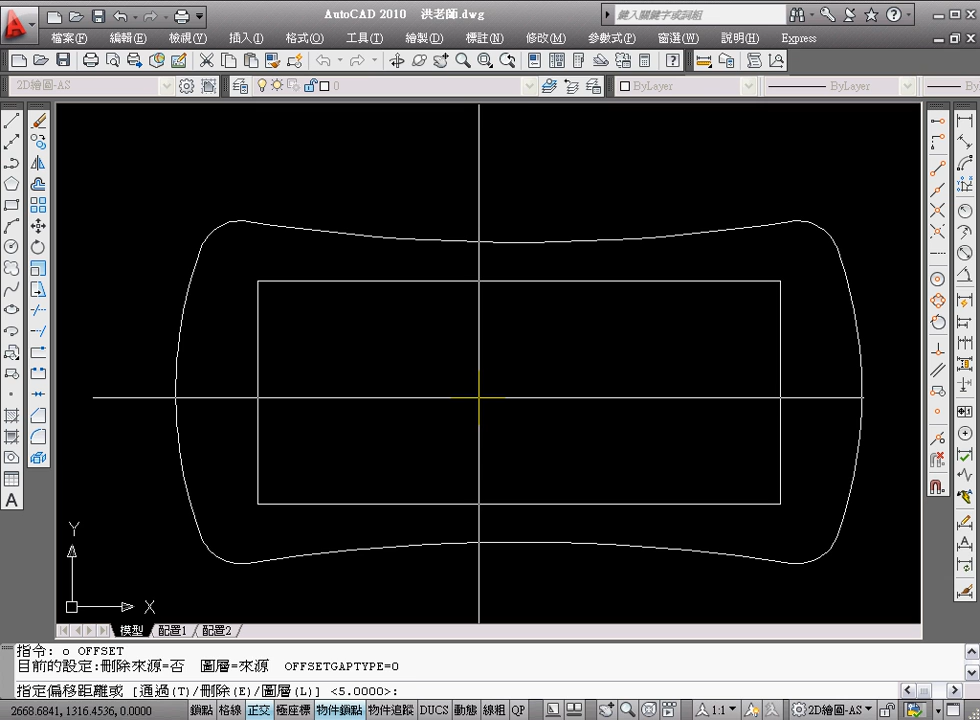 AutoCAD 2010 洪老師.dwg
鍵入關鍵字或詞組
檔案(F) 編輯(E) 檢視(V) 插入(I) 格式(O) 工具(T) 繪製(D) 標註(N) 修改(M) 參數式(P) 窗選(W) 說明(H) Express
2D繪圖-AS 0 ByLayer ByLayer ByLayer
Y
X
模型 配置1 配置2
指令: o OFFSET
目前的設定:刪除來源=否 圖層=來源 OFFSETGAPTYPE=0
指定偏移距離或 [通過(T)/刪除(E)/圖層(L)] <5.0000>:
2668.6841, 1316.4536, 0.0000 鎖點 格線 正交 極座標 物件鎖點 物件追蹤 DUCS 動態 線粗 QP 1:1 2D繪圖-AS